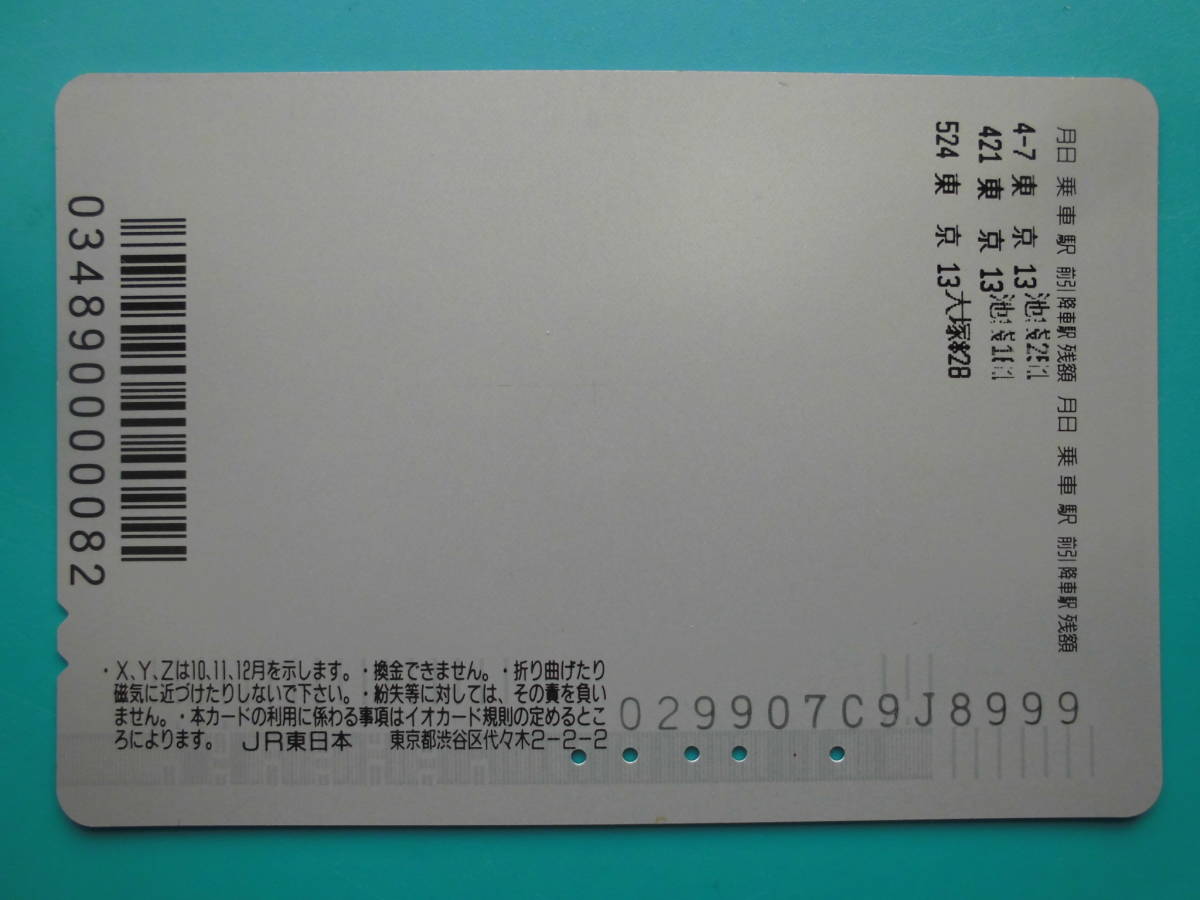 月日 乗車駅 前引 降車駅 残額 月日 乗車駅 前引 降車駅 残額
4-7 東 京 13
421 東 京 13
524 東 京 13大塚
0348900000082
・X、Y、Zは10、11、12月を示します。・換金できません。・折り曲げたり
磁気に近づけたりしないで下さい。・紛失等に対しては、その責を負い
ません。・本カードの利用に係わる事項はイオカード規則の定めるとこ
ろによります。 JR東日本 東京都渋谷区代々木2-2-2
029907C9J8999